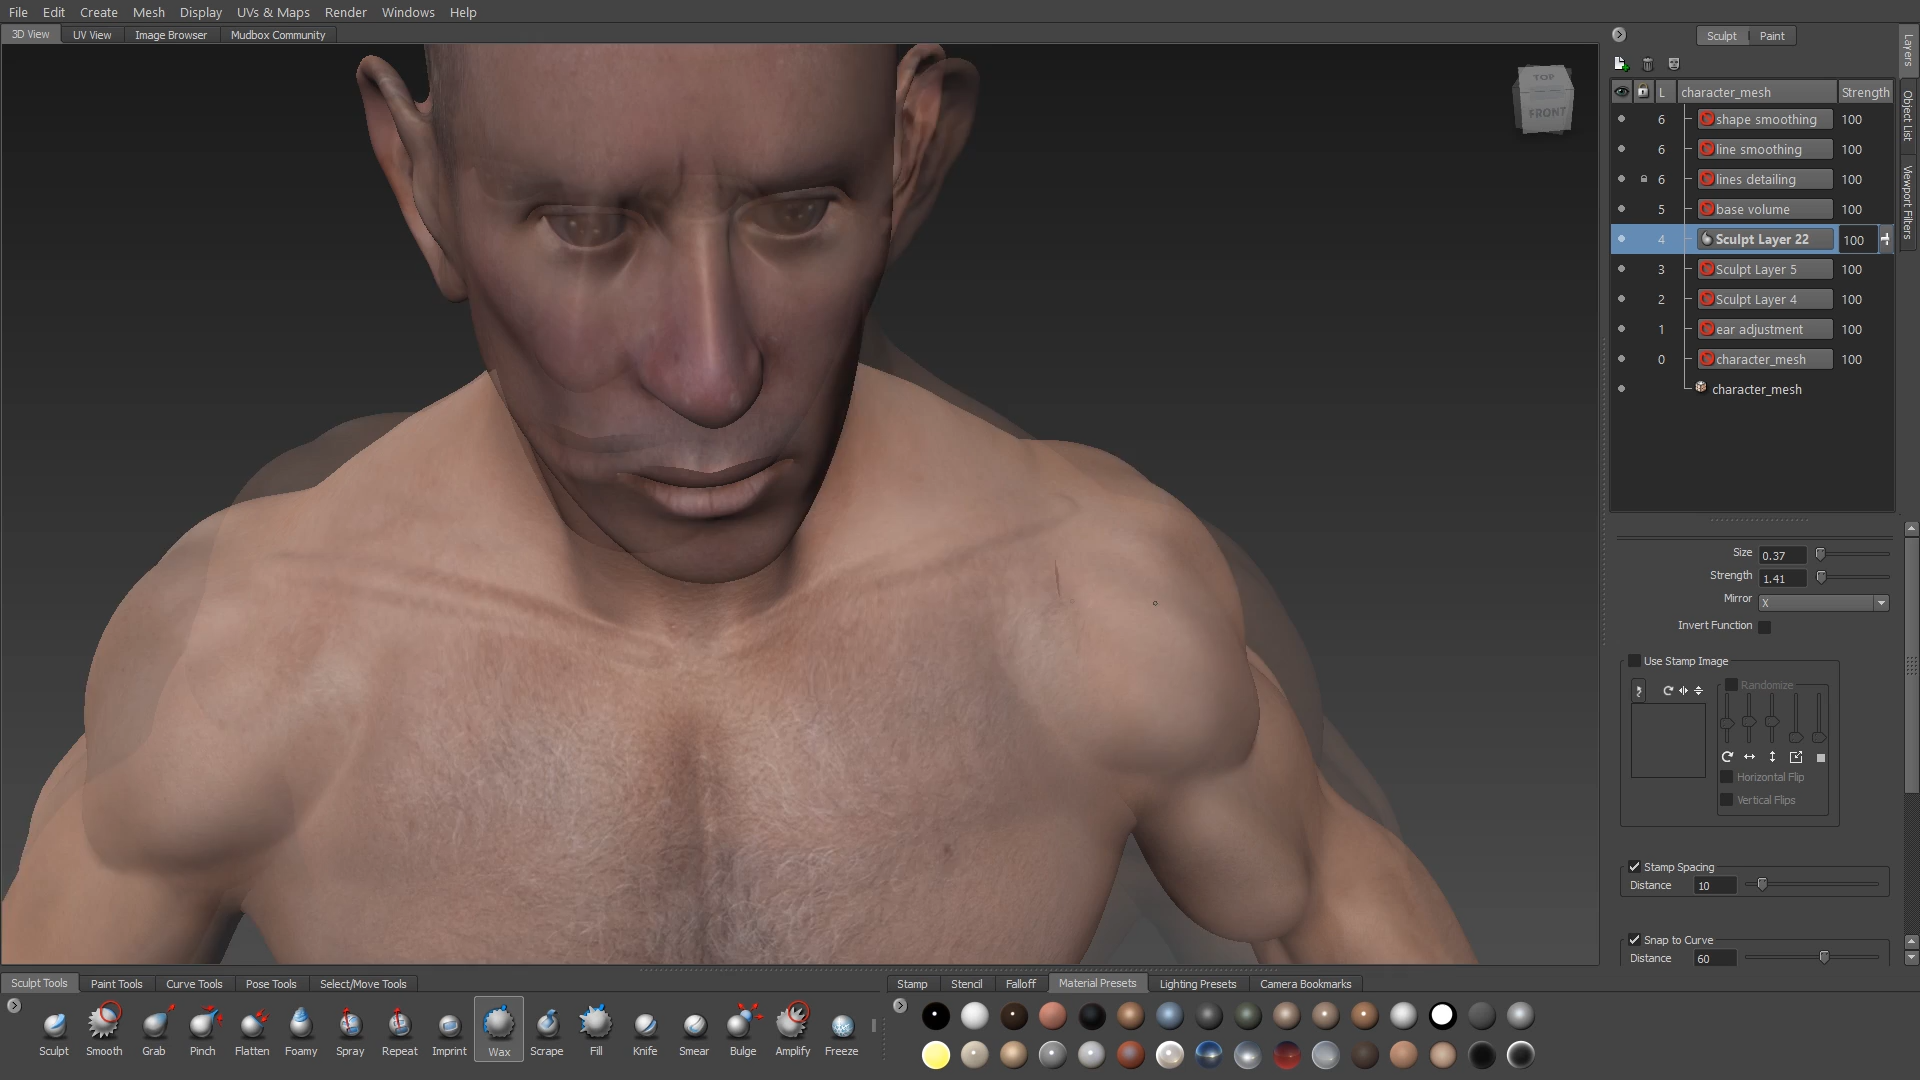 File Edit Create Mesh Display UVs & Maps Render Windows Help
3D View UV View Image Browser Mudbox Community
TOP
FRONT
Sculpt Paint
L character_mesh Strength
6 shape smoothing 100
6 line smoothing 100
6 lines detailing 100
5 base volume 100
4 Sculpt Layer 22 100
3 Sculpt Layer 5 100
2 Sculpt Layer 4 100
1 ear adjustment 100
0 character_mesh 100
character_mesh
Layers
Object List
Viewport Filters
Size 0.37
Strength 1.41
Mirror X
Invert Function
Use Stamp Image
Randomize
Horizontal Flip
Vertical Flips
Stamp Spacing
Distance 10
Snap to Curve
Distance 60
Sculpt Tools Paint Tools Curve Tools Pose Tools Select/Move Tools
Sculpt Smooth Grab Pinch Flatten Foamy Spray Repeat Imprint Wax Scrape Fill Knife Smear Bulge Amplify Freeze
Stamp Stencil Falloff Material Presets Lighting Presets Camera Bookmarks